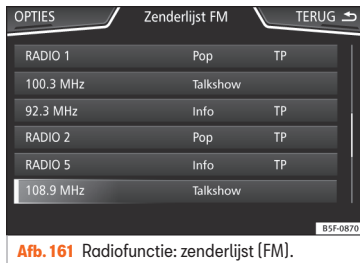 OPTIES Zenderlijst FM TERUG
RADIO 1 Pop TP
100.3 MHz Talkshow
92.3 MHz Info TP
RADIO 2 Pop TP
RADIO 5 Info TP
108.9 MHz Talkshow
B5F-0870
Afb. 161 Radiofunctie: zenderlijst (FM).